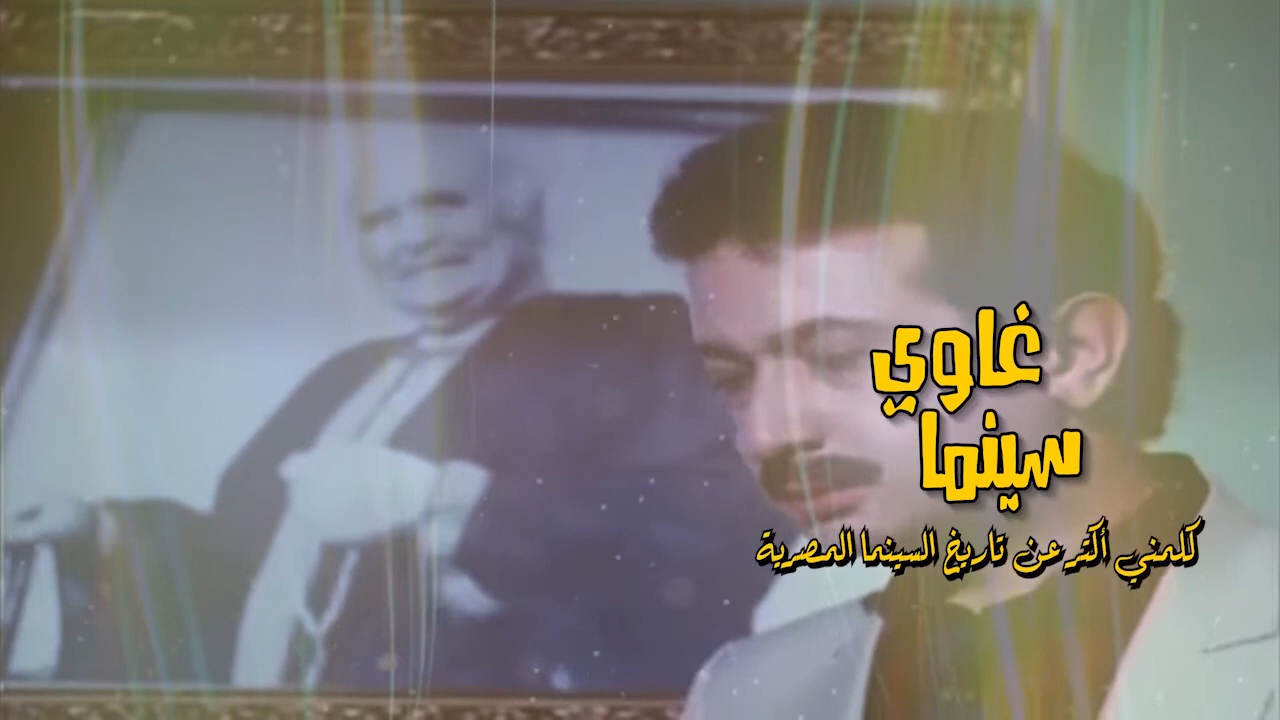 غاوي
سينما
كلمني أكتر عن تاريخ السينما المصرية